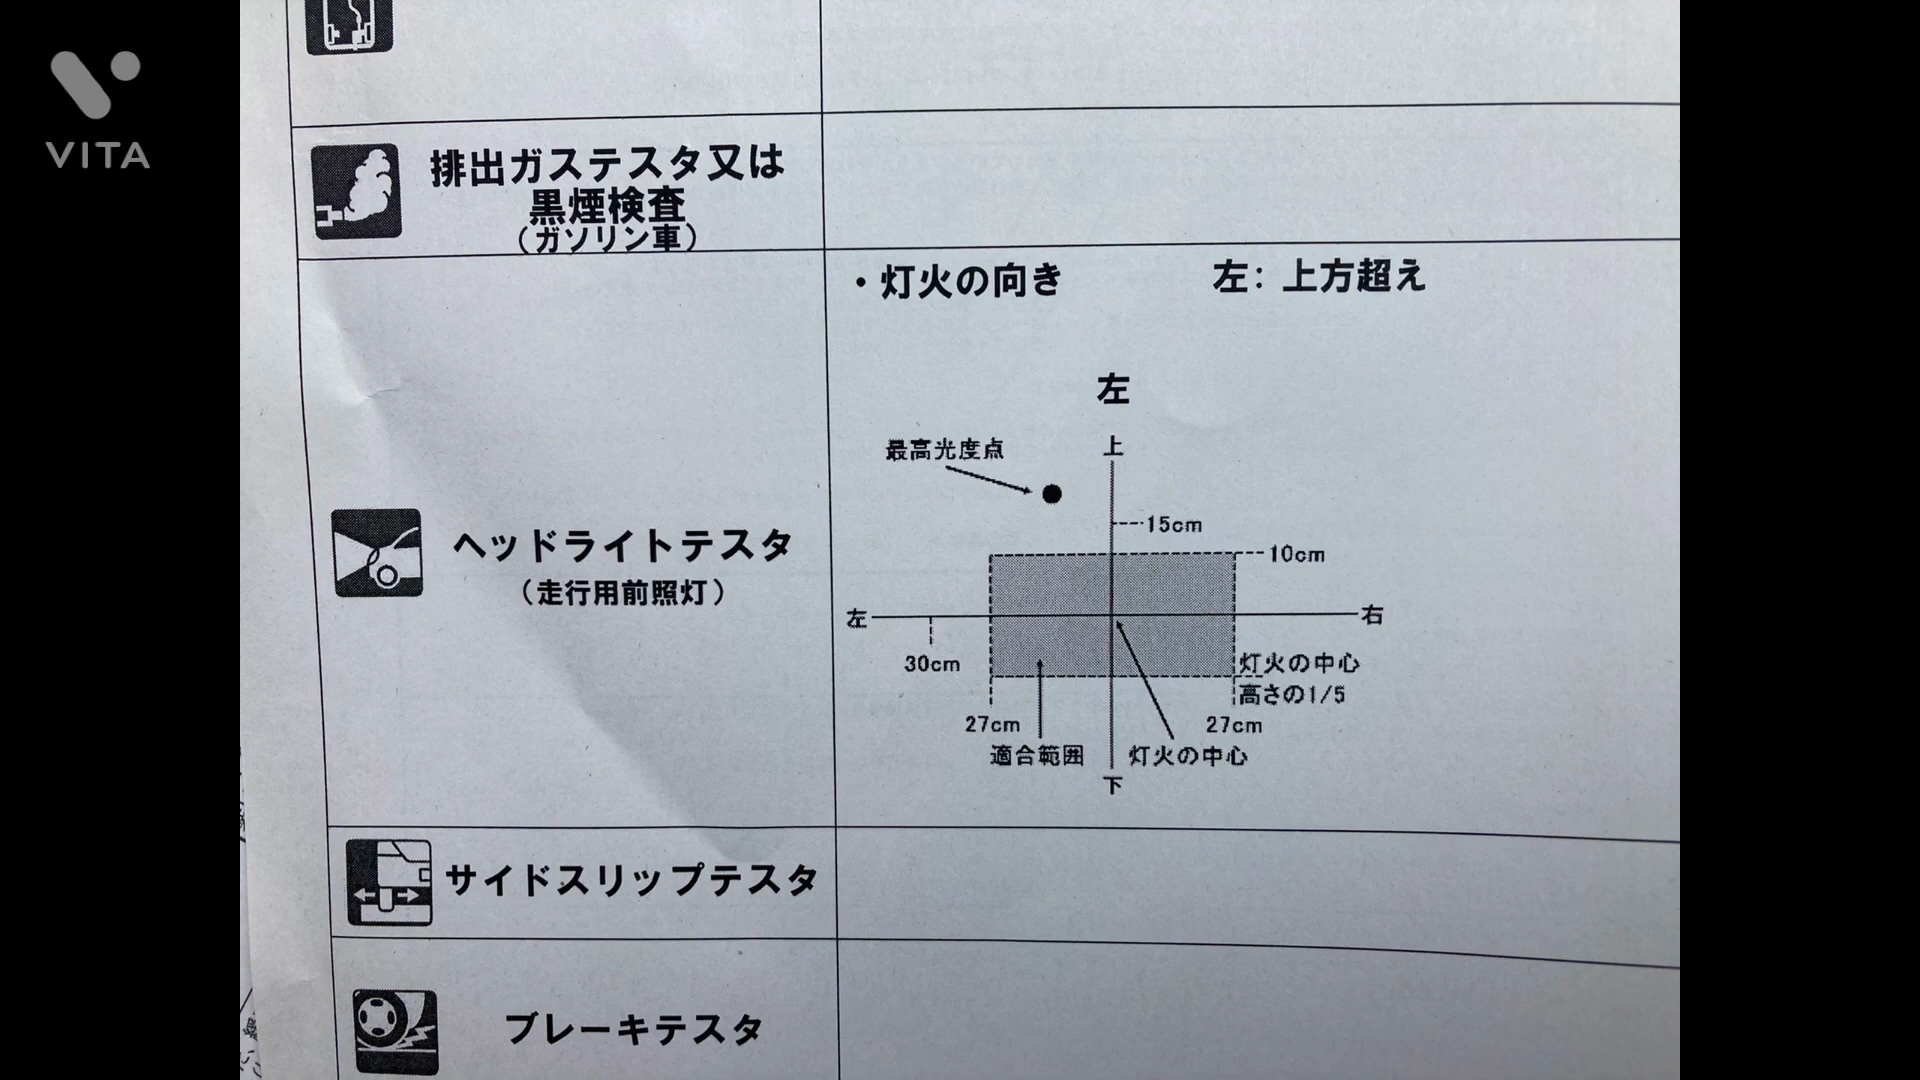 VITA
排出ガステスタ又は
黒煙検査
（ガソリン車）
・灯火の向き 左：上方超え
左
最高光度点
上
15cm
10cm
ヘッドライトテスタ
（走行用前照灯）
左
右
30cm
灯火の中心
高さの1/5
27cm
27cm
適合範囲
灯火の中心
下
サイドスリップテスタ
ブレーキテスタ